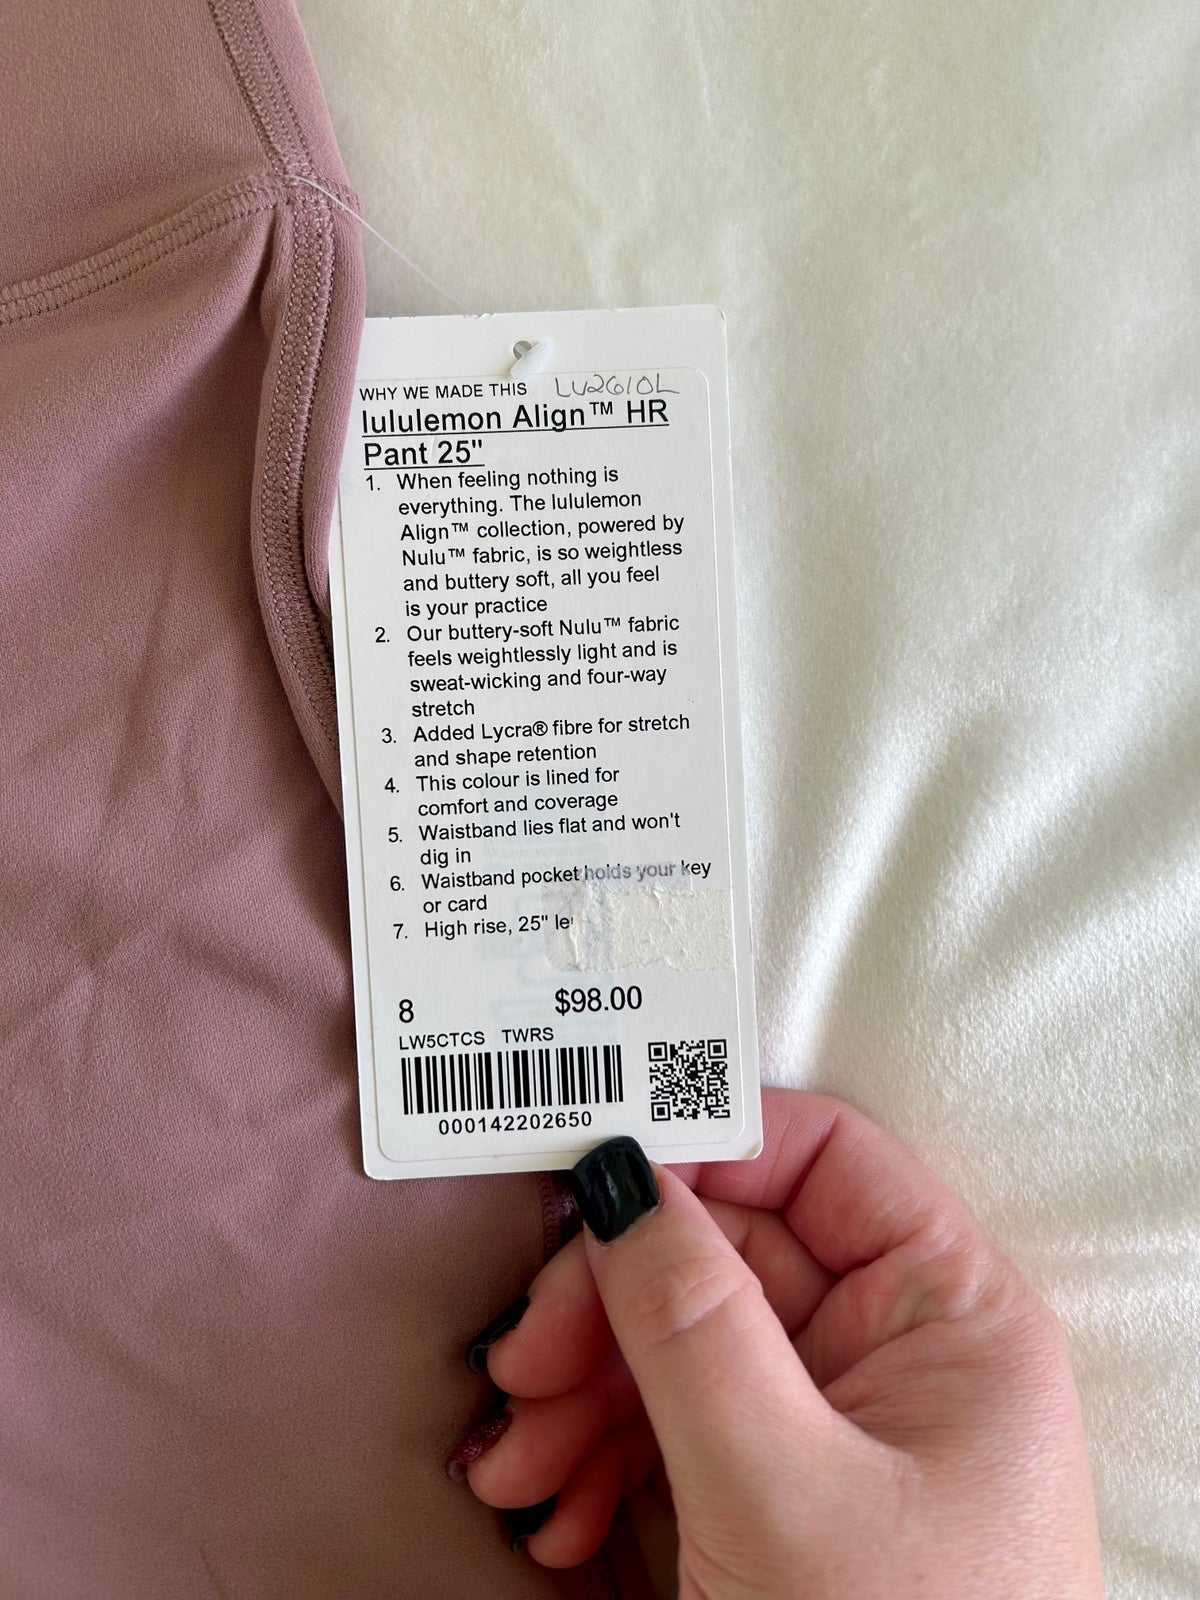 WHY WE MADE THIS LU2610L
lululemon Align™ HR
Pant 25"
1. When feeling nothing is
everything. The lululemon
Align™ collection, powered by
Nulu™ fabric, is so weightless
and buttery soft, all you feel
is your practice
2. Our buttery-soft Nulu™ fabric
feels weightlessly light and is
sweat-wicking and four-way
stretch
3. Added Lycra® fibre for stretch
and shape retention
4. This colour is lined for
comfort and coverage
5. Waistband lies flat and won't
dig in
6. Waistband pocket holds your key
or card
7. High rise, 25"
8 $98.00
LW5CTCS TWRS
000142202650